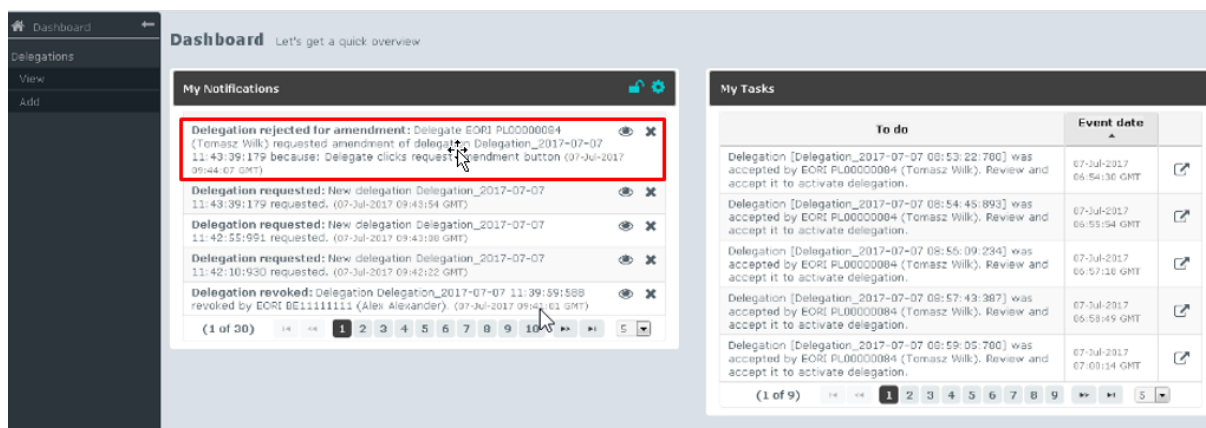 Dashboard
Delegations
View
Add
Dashboard Let's get a quick overview
My Notifications
Delegation rejected for amendment: Delegate EORI PL00000084
(Tomasz Wilk) requested amendment of delegation Delegation_2017-07-07
11:43:39:179 because: Delegate clicks request amendment button (07-Jul-2017
09:44:07 GMT)
Delegation requested: New delegation Delegation_2017-07-07
11:43:39:179 requested. (07-Jul-2017 09:43:54 GMT)
Delegation requested: New delegation Delegation_2017-07-07
11:42:55:991 requested. (07-Jul-2017 09:43:08 GMT)
Delegation requested: New delegation Delegation_2017-07-07
11:42:10:930 requested. (07-Jul-2017 09:42:22 GMT)
Delegation revoked: Delegation Delegation_2017-07-07 11:39:59:588
revoked by EORI BE11111111 (Alex Alexander). (07-Jul-2017 09:41:01 GMT)
(1 of 30) 1 2 3 4 5 6 7 8 9 10 5
My Tasks
To do Event date
Delegation [Delegation_2017-07-07 08:53:22:780] was
accepted by EORI PL00000084 (Tomasz Wilk). Review and
accept it to activate delegation.
07-Jul-2017
06:54:30 GMT
Delegation [Delegation_2017-07-07 08:54:45:893] was
accepted by EORI PL00000084 (Tomasz Wilk). Review and
accept it to activate delegation.
07-Jul-2017
06:55:54 GMT
Delegation [Delegation_2017-07-07 08:55:09:234] was
accepted by EORI PL00000084 (Tomasz Wilk). Review and
accept it to activate delegation.
07-Jul-2017
06:57:18 GMT
Delegation [Delegation_2017-07-07 08:57:43:387] was
accepted by EORI PL00000084 (Tomasz Wilk). Review and
accept it to activate delegation.
07-Jul-2017
06:58:49 GMT
Delegation [Delegation_2017-07-07 08:59:05:780] was
accepted by EORI PL00000084 (Tomasz Wilk). Review and
accept it to activate delegation.
07-Jul-2017
07:00:14 GMT
(1 of 9) 1 2 3 4 5 6 7 8 9 5